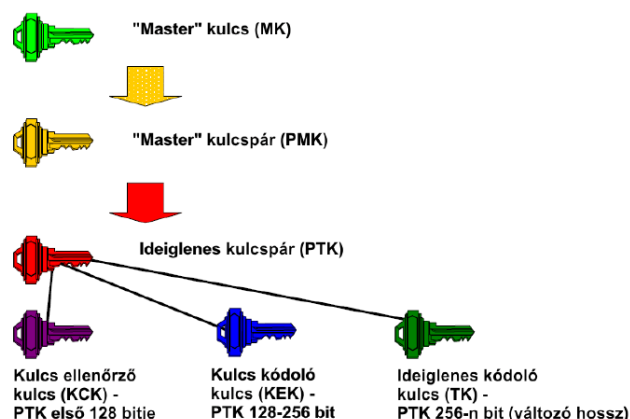 "Master" kulcs (MK)
"Master" kulcspár (PMK)
Ideiglenes kulcspár (PTK)
Kulcs ellenőrző
kulcs (KCK) -
PTK első 128 bitje
Kulcs kódoló
kulcs (KEK) -
PTK 128-256 bit
Ideiglenes kódoló
kulcs (TK) -
PTK 256-n bit (változó hossz)